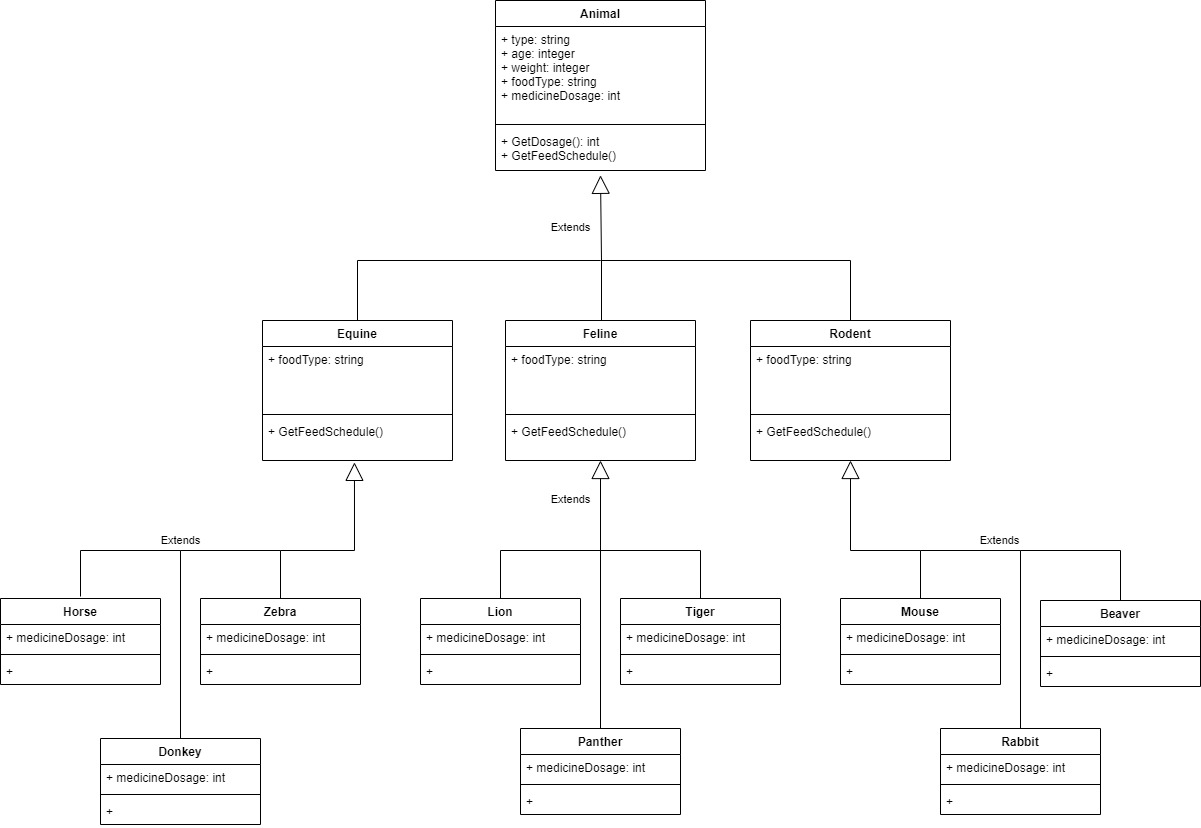 Animal
+ type: string
+ age: integer
+ weight: integer
+ foodType: string
+ medicineDosage: int
+ GetDosage(): int
+ GetFeedSchedule()
Extends
Equine
+ foodType: string
+ GetFeedSchedule()
Feline
+ foodType: string
+ GetFeedSchedule()
Rodent
+ foodType: string
+ GetFeedSchedule()
Extends
Extends
Extends
Horse
+ medicineDosage: int
+
Zebra
+ medicineDosage: int
+
Lion
+ medicineDosage: int
+
Tiger
+ medicineDosage: int
+
Mouse
+ medicineDosage: int
+
Beaver
+ medicineDosage: int
+
Donkey
+ medicineDosage: int
+
Panther
+ medicineDosage: int
+
Rabbit
+ medicineDosage: int
+